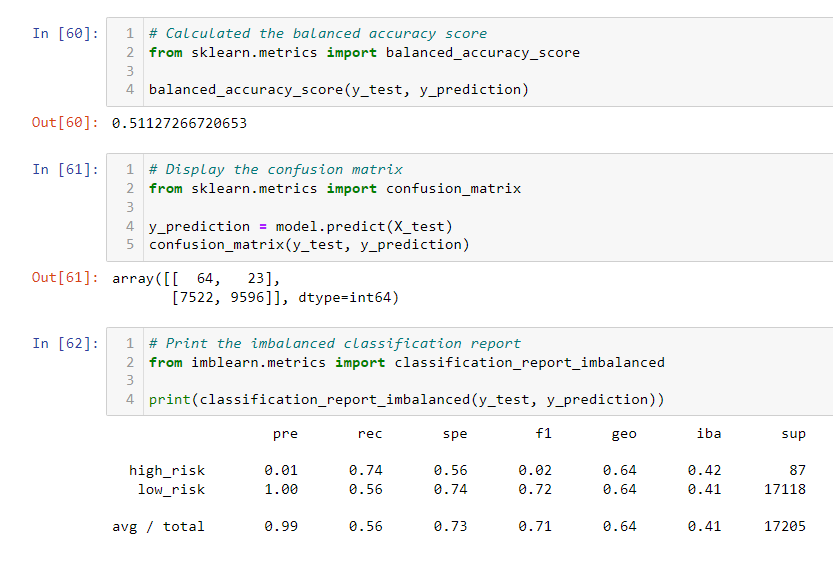 In [60]:
1 # Calculated the balanced accuracy score
2 from sklearn.metrics import balanced_accuracy_score
3
4 balanced_accuracy_score(y_test, y_prediction)
Out[60]: 0.51127266720653
In [61]:
1 # Display the confusion matrix
2 from sklearn.metrics import confusion_matrix
3
4 y_prediction = model.predict(X_test)
5 confusion_matrix(y_test, y_prediction)
Out[61]: array([[  64,   23],
       [7522, 9596]], dtype=int64)
In [62]:
1 # Print the imbalanced classification report
2 from imblearn.metrics import classification_report_imbalanced
3
4 print(classification_report_imbalanced(y_test, y_prediction))
pre rec spe f1 geo iba sup
high_risk 0.01 0.74 0.56 0.02 0.64 0.42 87
low_risk 1.00 0.56 0.74 0.72 0.64 0.41 17118
avg / total 0.99 0.56 0.73 0.71 0.64 0.41 17205